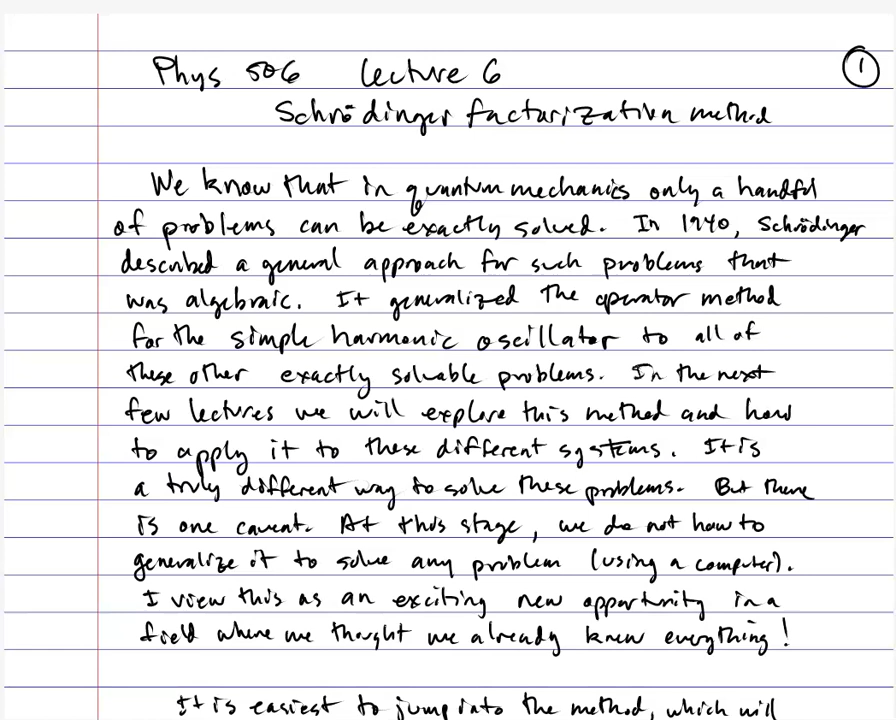 Phys 506 lecture 6
①
Schrödinger factorization method
We know that in quantum mechanics only a handful
of problems can be exactly solved. In 1940, Schrödinger
described a general approach for such problems that
was algebraic. It generalized the operator method
for the simple harmonic oscillator to all of
these other exactly soluable problems. In the next
few lectures we will explore this method and how
to apply it to these different systems. It is
a truly different way to solve these problems. But there
is one caveat. At this stage, we do not how to
generalize it to solve any problem (using a computer).
I view this as an exciting new opportunity in a
field where we thought we already knew everything!
It is easiest to jump into the method, which will